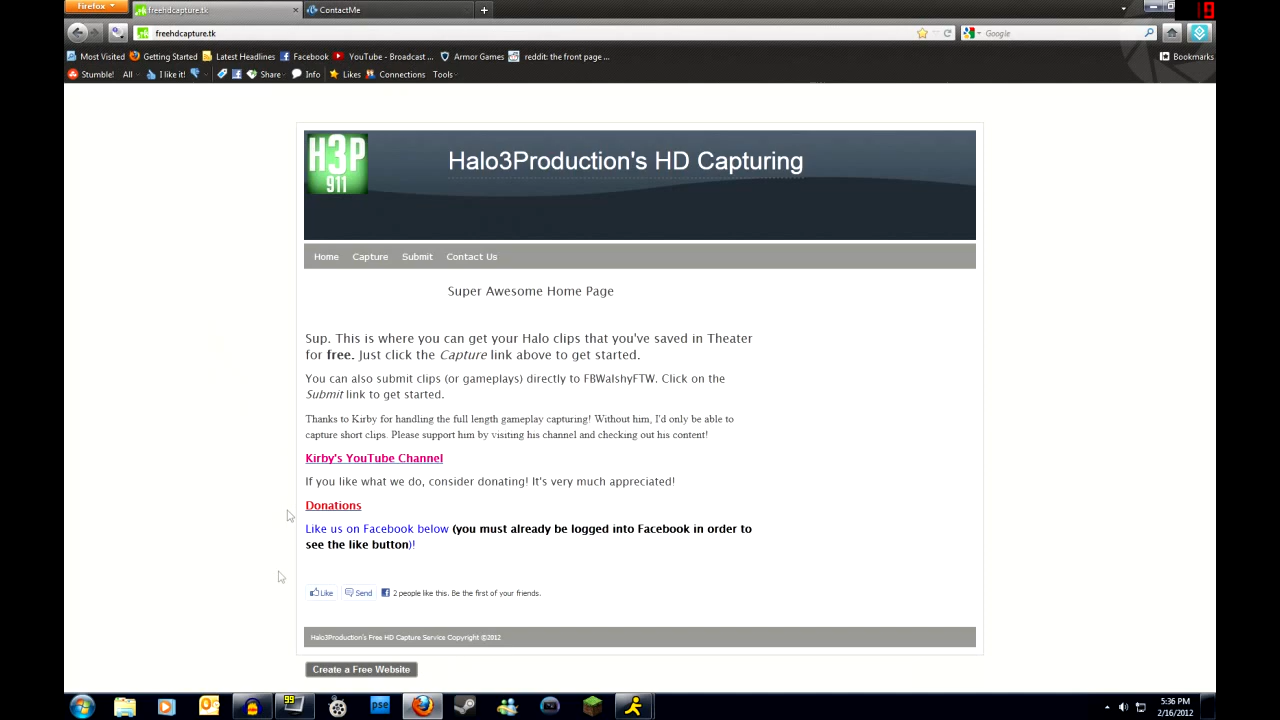 Firefox
freehdcapture.tk
ContactMe
19
freehdcapture.tk
Google
Most Visited Getting Started Latest Headlines Facebook YouTube - Broadcast ... Armor Games reddit: the front page ... Bookmarks
Stumble! All I like it! Share Info Likes Connections Tools
H3P
911
Halo3Production's HD Capturing
Home Capture Submit Contact Us
Super Awesome Home Page
Sup. This is where you can get your Halo clips that you've saved in Theater
for free. Just click the Capture link above to get started.
You can also submit clips (or gameplays) directly to FBWalshyFTW. Click on the
Submit link to get started.
Thanks to Kirby for handling the full length gameplay capturing! Without him, I'd only be able to
capture short clips. Please support him by visiting his channel and checking out his content!
Kirby's YouTube Channel
If you like what we do, consider donating! It's very much appreciated!
Donations
Like us on Facebook below (you must already be logged into Facebook in order to
see the like button)!
Like Send 2 people like this. Be the first of your friends.
Halo3Production's Free HD Capture Service Copyright ©2012
Create a Free Website
99
pse
5:36 PM
2/16/2012